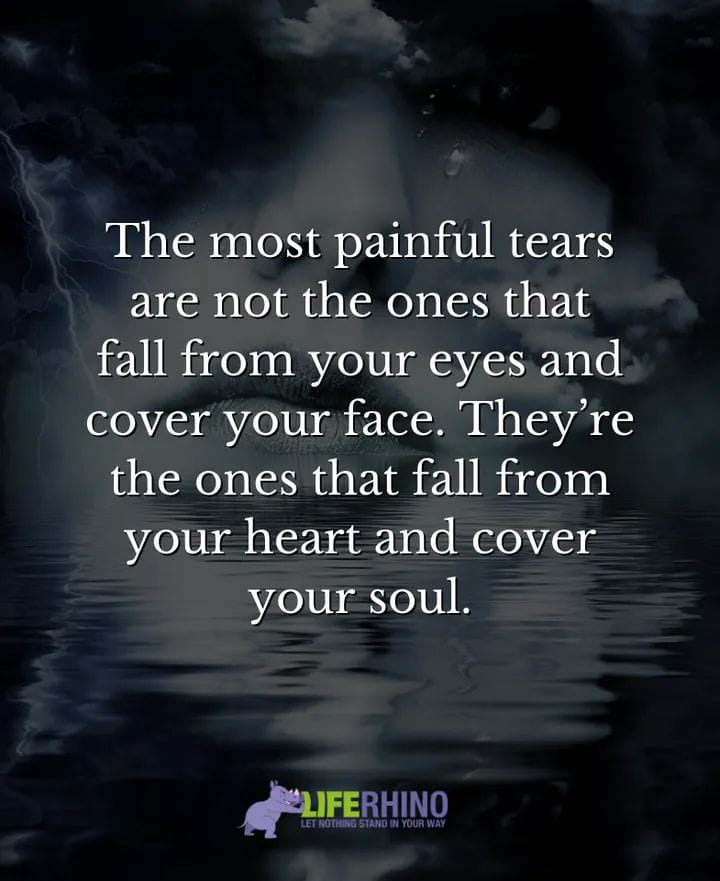 The most painful tears
are not the ones that
fall from your eyes and
cover your face. They’re
the ones that fall from
your heart and cover
your soul.
LIFERHINO
LET NOTHING STAND IN YOUR WAY